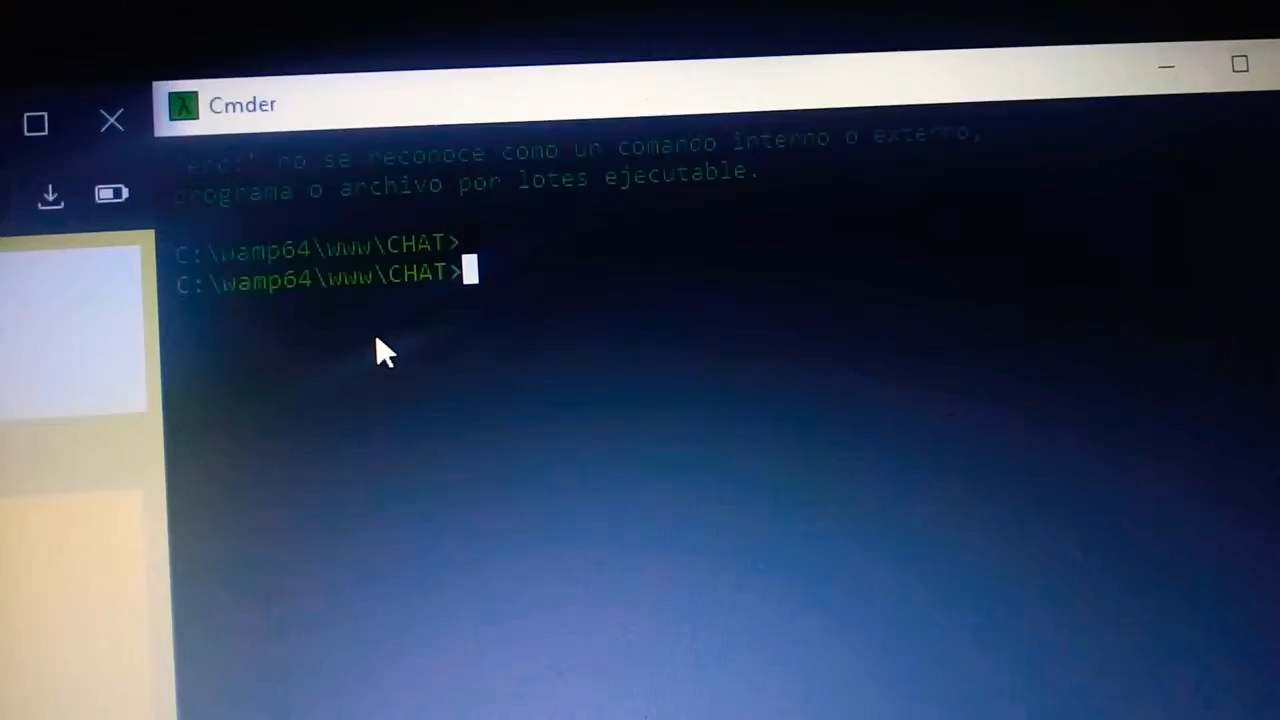 Cmder
no se reconoce como un comando interno o externo,
programa o archivo por lotes ejecutable.
C:\wamp64\www\CHAT>
C:\wamp64\www\CHAT>